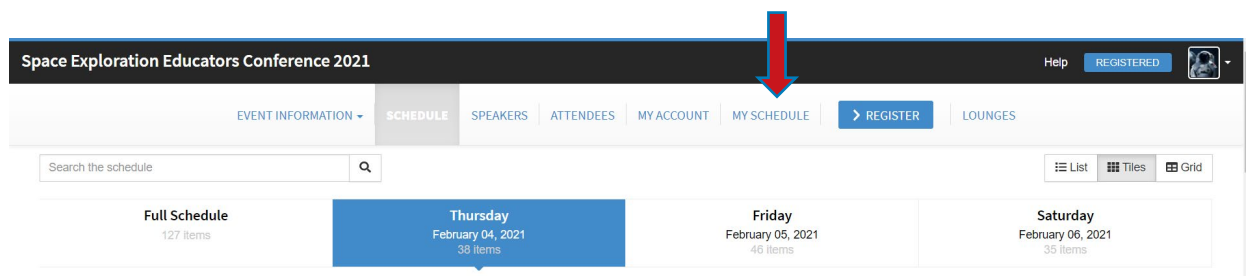 Space Exploration Educators Conference 2021
Help REGISTERED
EVENT INFORMATION SCHEDULE SPEAKERS ATTENDEES MY ACCOUNT MY SCHEDULE REGISTER LOUNGES
Search the schedule List Tiles Grid
Full Schedule
127 items
Thursday
February 04, 2021
38 items
Friday
February 05, 2021
46 items
Saturday
February 06, 2021
35 items